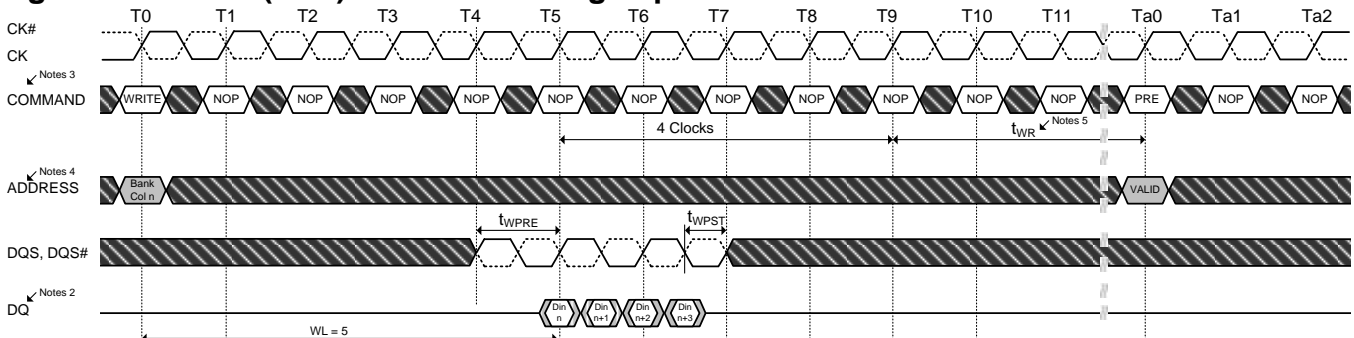 T0 T1 T2 T3 T4 T5 T6 T7 T8 T9 T10 T11 Ta0 Ta1 Ta2
CK#
CK
Notes 3
COMMAND WRITE NOP NOP NOP NOP NOP NOP NOP NOP NOP NOP NOP PRE NOP NOP
4 Clocks tWR Notes 5
Notes 4
ADDRESS Bank Col n VALID
tWPRE tWPST
DQS, DQS#
Notes 2
DQ Din n Din n+1 Din n+2 Din n+3
WL = 5